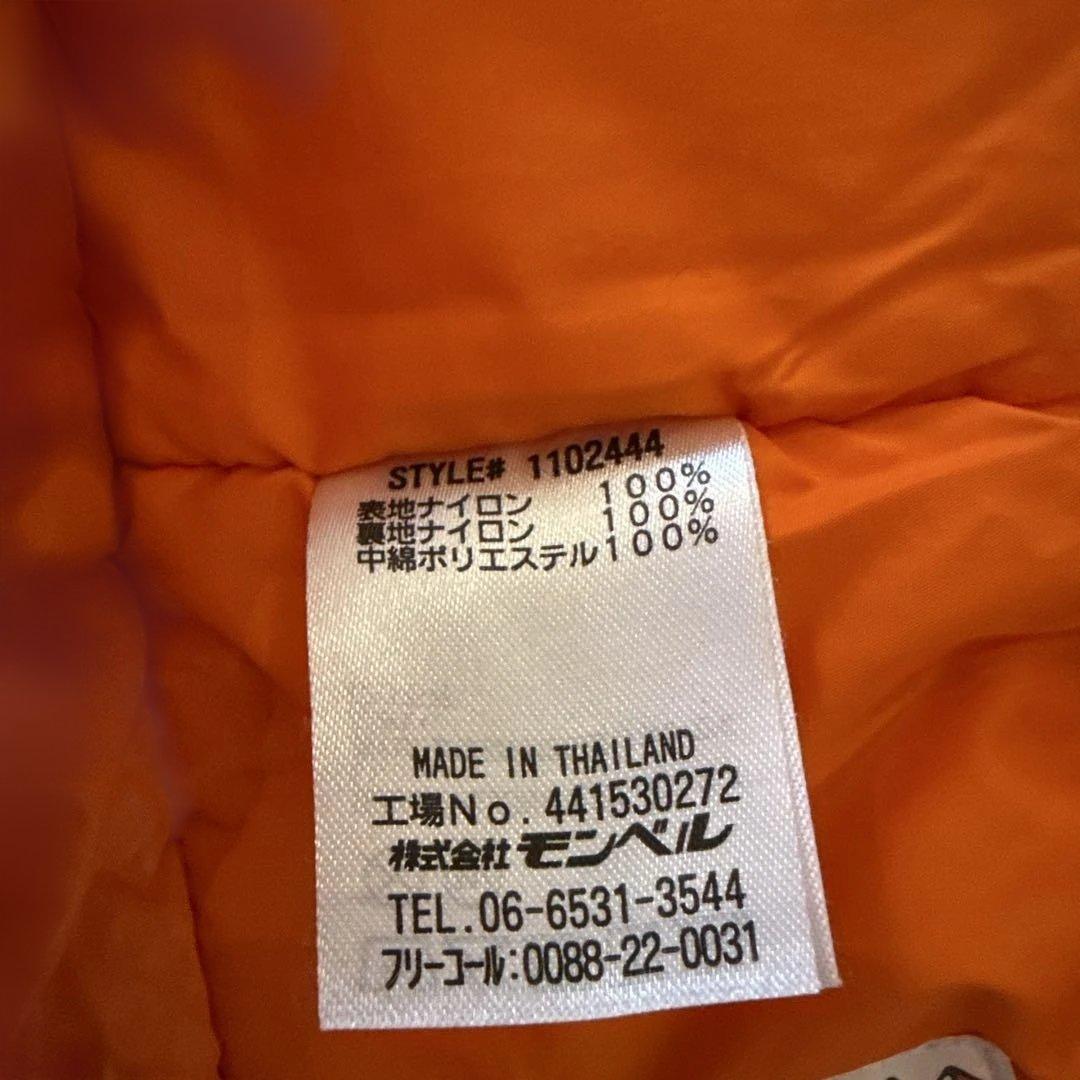 STYLE# 1102444
表地ナイロン 100%
裏地ナイロン 100%
中綿ポリエステル100%
MADE IN THAILAND
工場No.441530272
株式会社モンベル
TEL.06-6531-3544
フリーコール:0088-22-0031